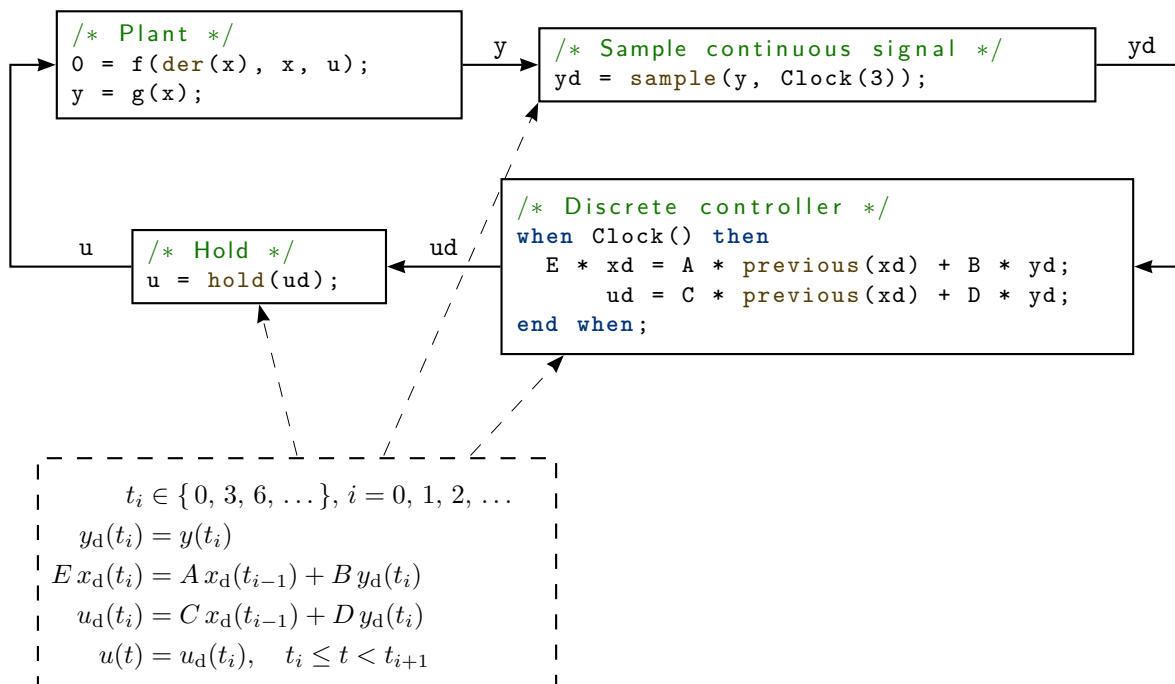 /* Plant */
0 = f(der(x), x, u);
y = g(x);
y
/* Sample continuous signal */
yd = sample(y, Clock(3));
yd
/* Discrete controller */
when Clock() then
  E * xd = A * previous(xd) + B * yd;
      ud = C * previous(xd) + D * yd;
end when;
ud
/* Hold */
u = hold(ud);
u
t_i ∈ { 0, 3, 6, … }, i = 0, 1, 2, …
y_d(t_i) = y(t_i)
E x_d(t_i) = A x_d(t_{i−1}) + B y_d(t_i)
u_d(t_i) = C x_d(t_{i−1}) + D y_d(t_i)
u(t) = u_d(t_i),   t_i ≤ t < t_{i+1}